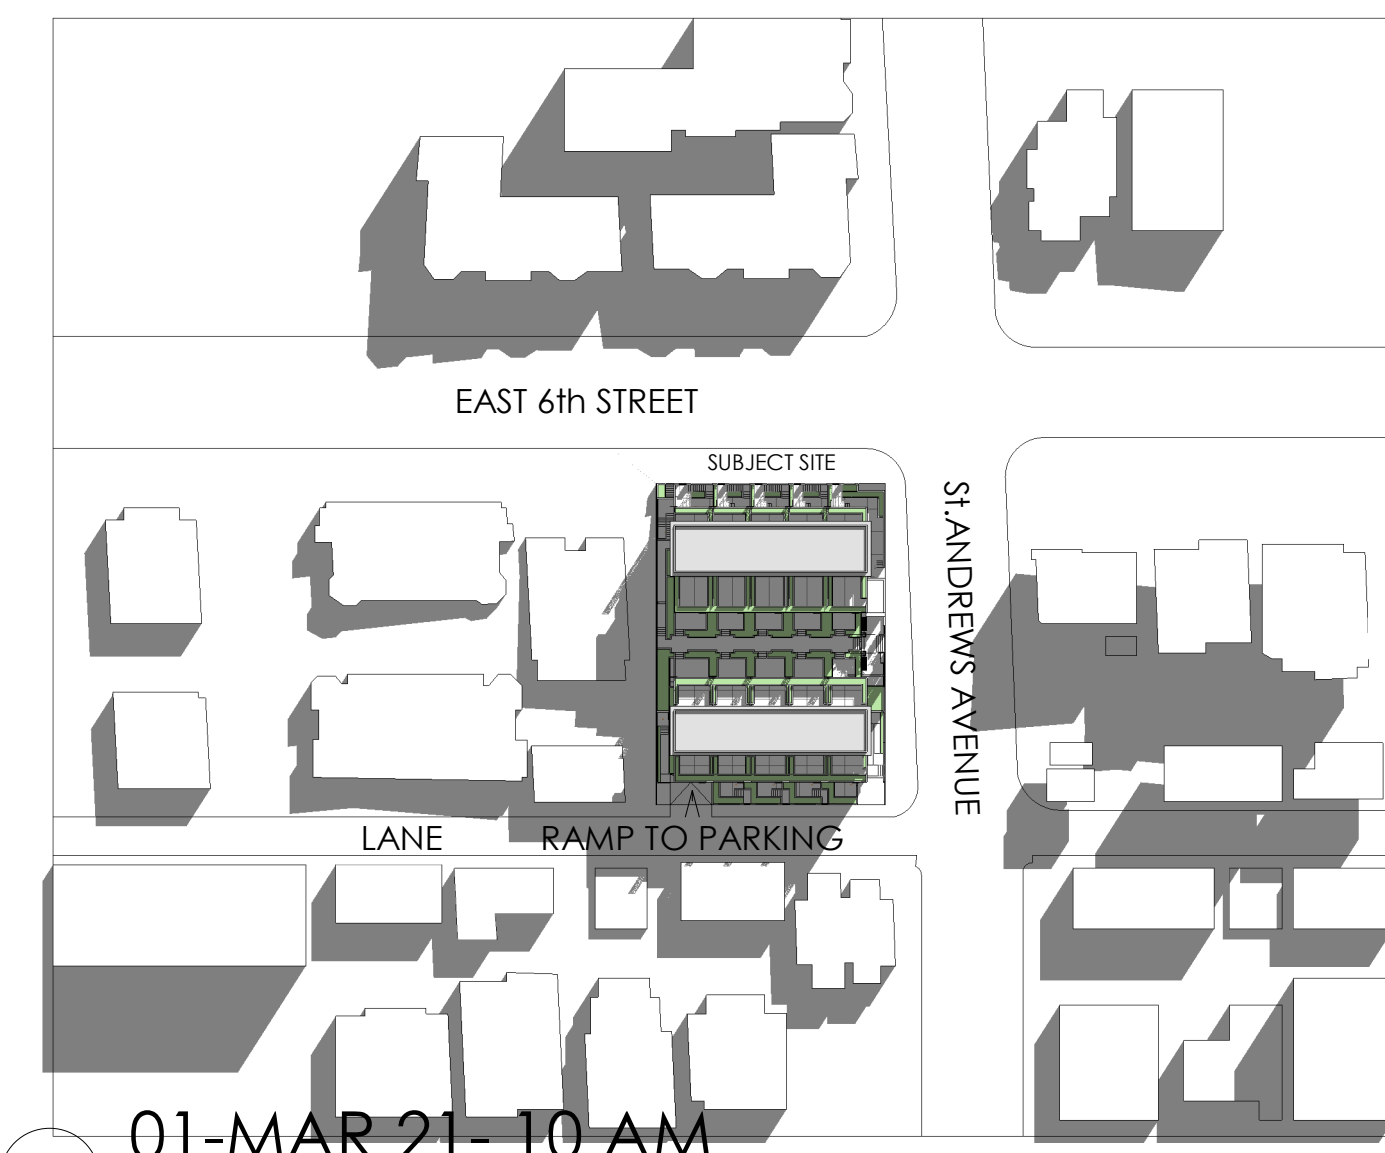 EAST 6th STREET
SUBJECT SITE
St.ANDREWS AVENUE
LANE
RAMP TO PARKING
01-MAR 21- 10 AM